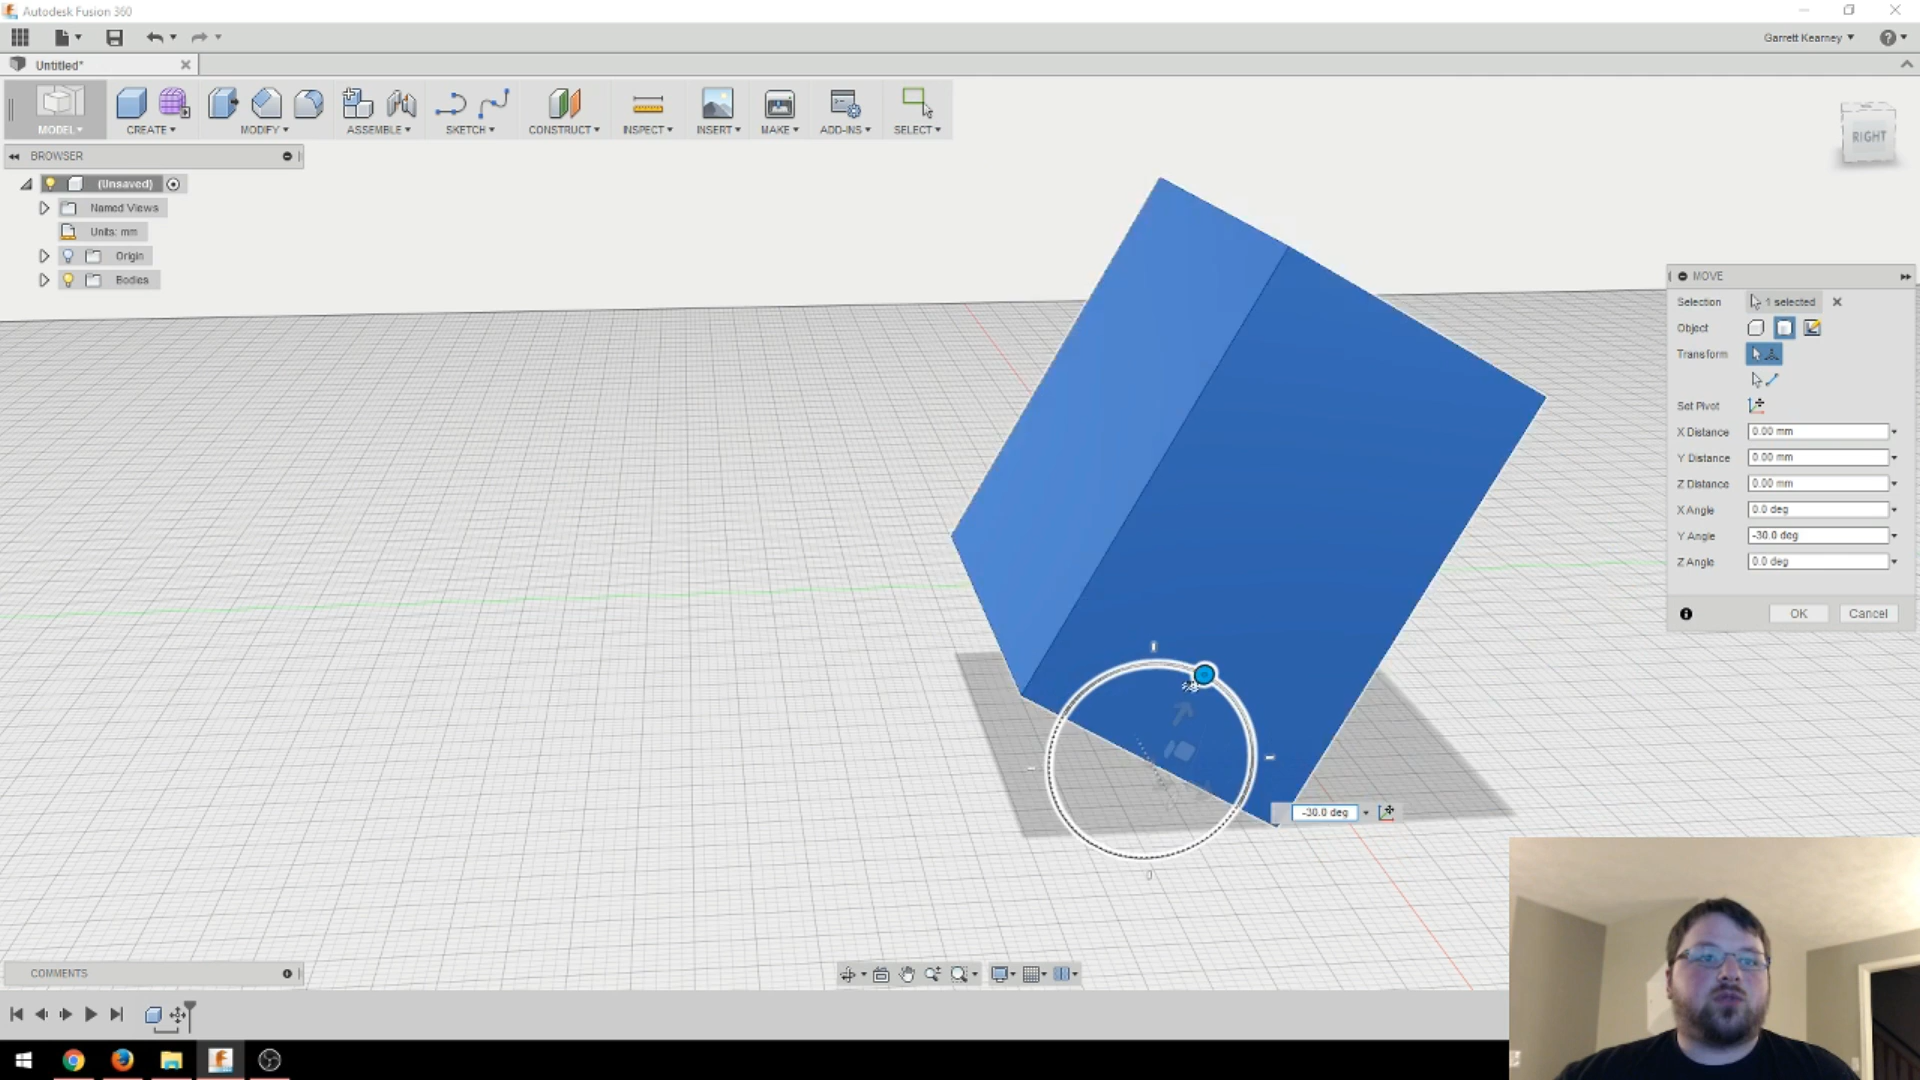 Autodesk Fusion 360
Garrett Kearney
Untitled*
MODEL
CREATE
MODIFY
ASSEMBLE
SKETCH
CONSTRUCT
INSPECT
INSERT
MAKE
ADD-INS
SELECT
RIGHT
BROWSER
(Unsaved)
Named Views
Units: mm
Origin
Bodies
MOVE
Selection 1 selected
Object
Transform
Set Pivot
X Distance 0.00 mm
Y Distance 0.00 mm
Z Distance 0.00 mm
X Angle 0.0 deg
Y Angle -30.0 deg
Z Angle 0.0 deg
OK Cancel
-30.0 deg
COMMENTS